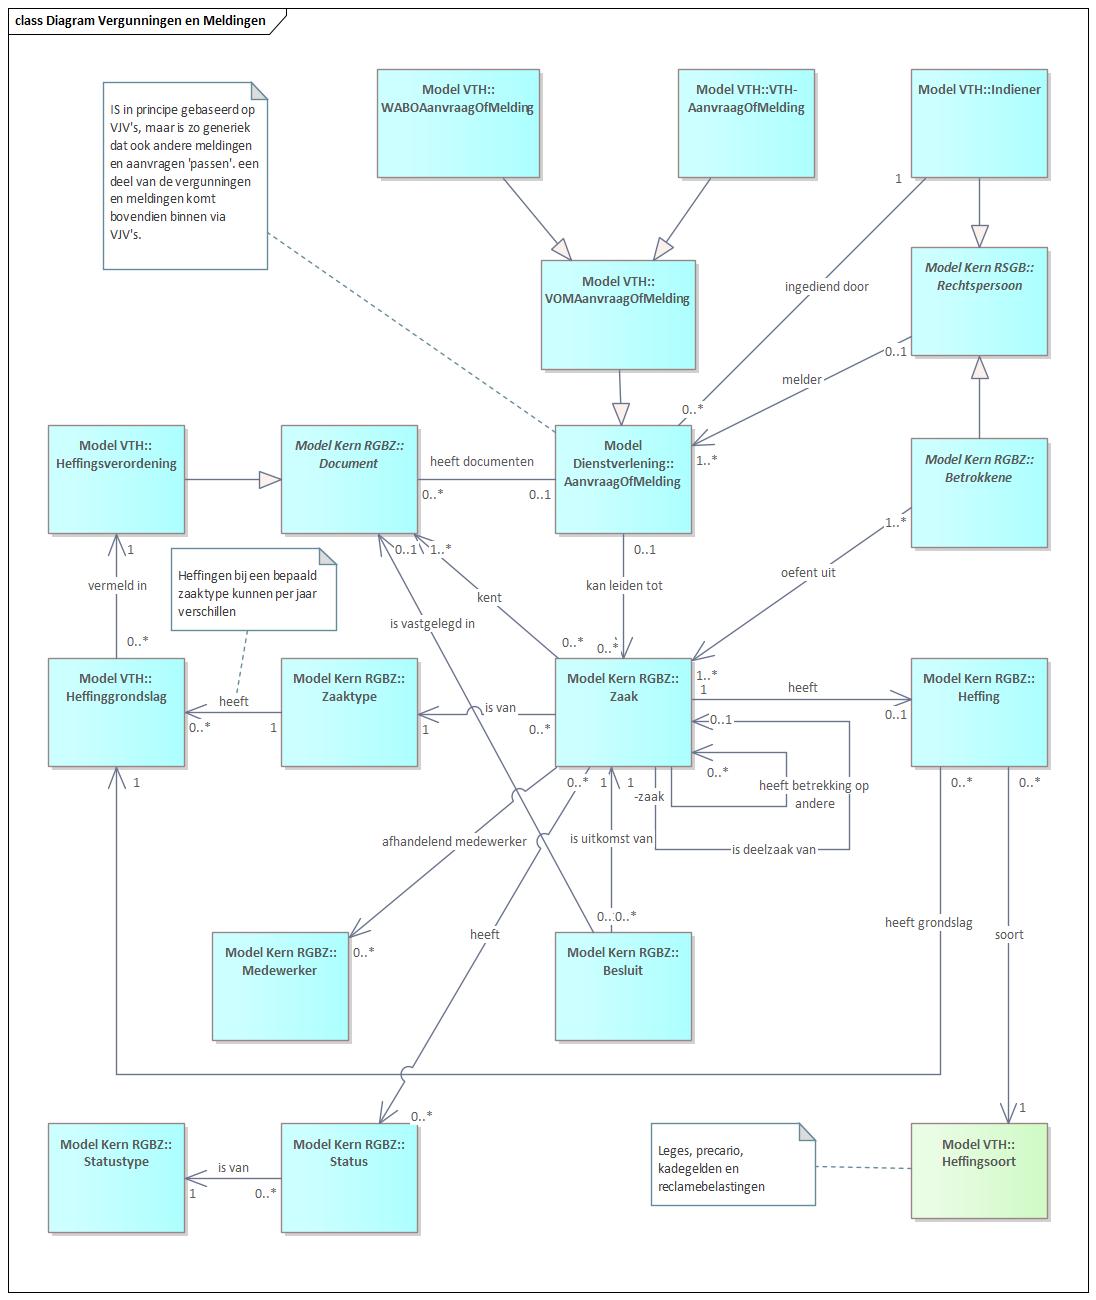 class Diagram Vergunningen en Meldingen
IS in principe gebaseerd op
VJV's, maar is zo generiek
dat ook andere meldingen
en aanvragen 'passen'. een
deel van de vergunningen
en meldingen komt
bovendien binnen via
VJV's.
Model VTH::
WABOAanvraagOfMelding
Model VTH::VTH-
AanvraagOfMelding
Model VTH::Indiener
1
ingediend door
0..*
Model VTH::
VOMAanvraagOfMelding
Model Kern RSGB::
Rechtspersoon
0..1
melder
1..*
Model VTH::
Heffingsverordening
Model Kern RGBZ::
Document
heeft documenten
0..*
0..1
Model
Dienstverlening::
AanvraagOfMelding
Model Kern RGBZ::
Betrokkene
1..*
oefent uit
1..*
1
vermeld in
0..*
Heffingen bij een bepaald
zaaktype kunnen per jaar
verschillen
0..1
1..*
kent
0..*
is vastgelegd in
0..1
kan leiden tot
0..*
Model VTH::
Heffinggrondslag
heeft
0..*
1
Model Kern RGBZ::
Zaaktype
is van
1
0..*
Model Kern RGBZ::
Zaak
1
heeft
0..1
Model Kern RGBZ::
Heffing
0..1
0..*
heeft betrekking op
andere
-zaak
is deelzaak van
1
0..*
1
1
0..*
0..*
afhandelend medewerker
is uitkomst van
0..*
0..
0..*
heeft
heeft grondslag
soort
Model Kern RGBZ::
Medewerker
Model Kern RGBZ::
Besluit
0..*
1
Model Kern RGBZ::
Statustype
is van
1
0..*
Model Kern RGBZ::
Status
Leges, precario,
kadegelden en
reclamebelastingen
Model VTH::
Heffingsoort